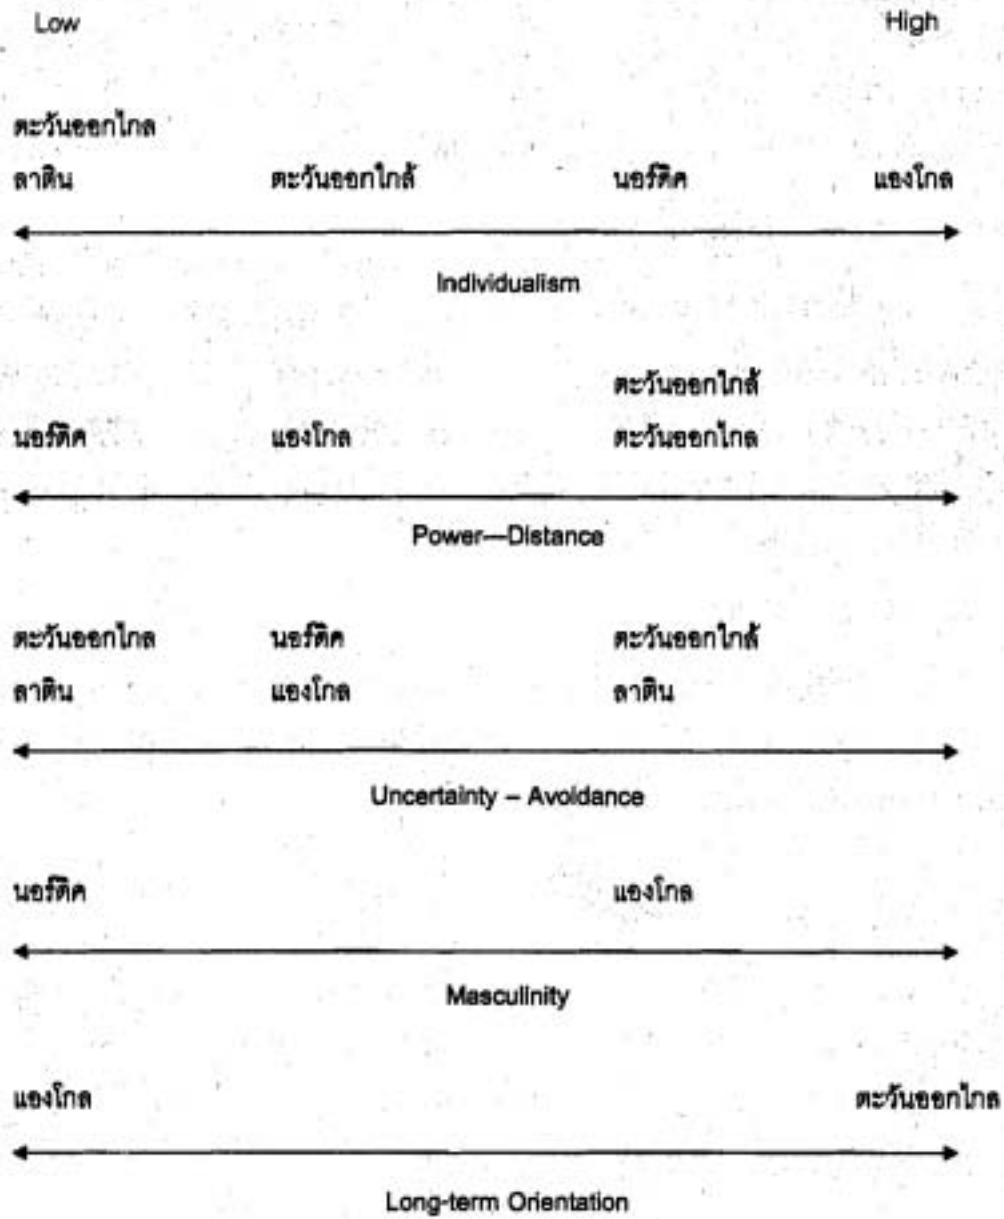 Low High
ตะวันออกไกล
ลาติน ตะวันออกใกล้ นอร์ดิค แองโกล
Individualism
ตะวันออกใกล้
นอร์ดิค แองโกล ตะวันออกไกล
Power—Distance
ตะวันออกไกล นอร์ดิค ตะวันออกใกล้
ลาติน แองโกล ลาติน
Uncertainty – Avoidance
นอร์ดิค แองโกล
Masculinity
แองโกล ตะวันออกไกล
Long-term Orientation